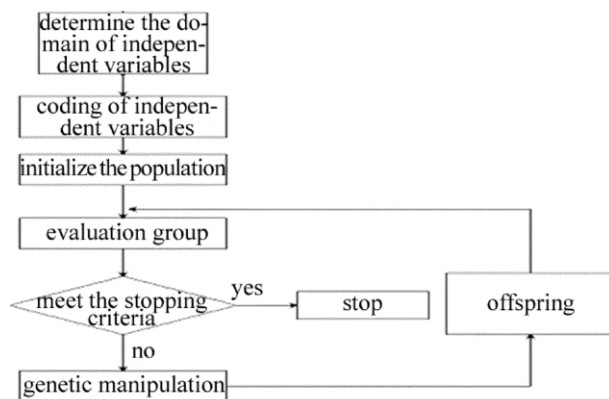 determine the do-
main of indepen-
dent variables
coding of indepen-
dent variables
initialize the population
evaluation group
meet the stopping
criteria
yes
stop
offspring
no
genetic manipulation